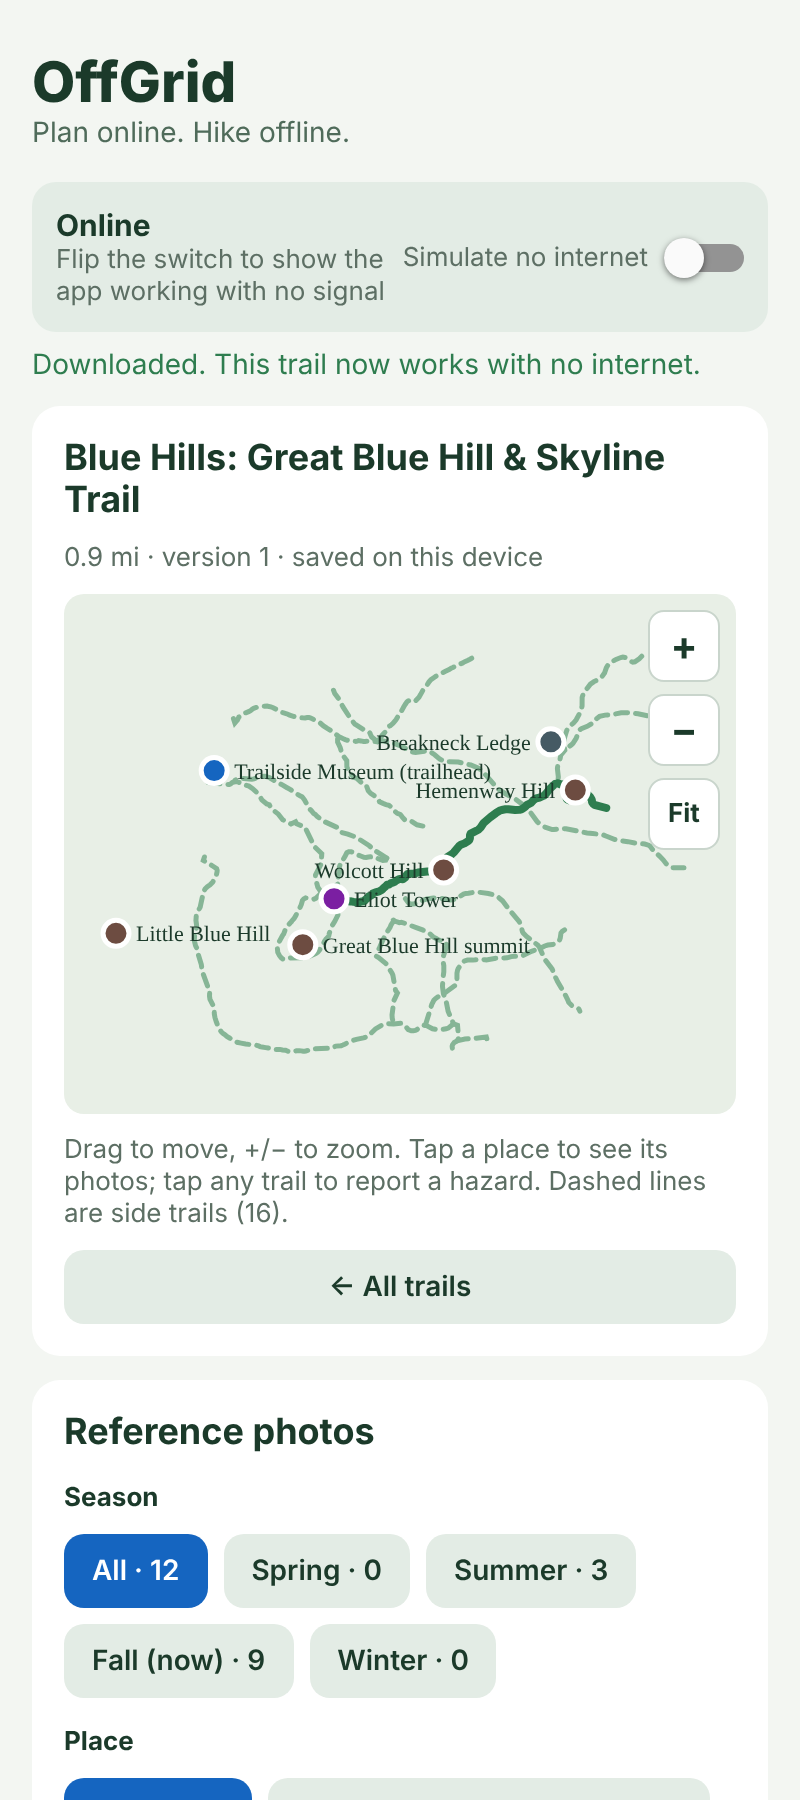 OffGrid
Plan online. Hike offline.
Online
Flip the switch to show the
app working with no signal
Simulate no internet
Downloaded. This trail now works with no internet.
Blue Hills: Great Blue Hill & Skyline
Trail
0.9 mi · version 1 · saved on this device
+
−
Fit
Breakneck Ledge
Trailside Museum (trailhead)
Hemenway Hill
Wolcott Hill
Eliot Tower
Little Blue Hill
Great Blue Hill summit
Drag to move, +/− to zoom. Tap a place to see its
photos; tap any trail to report a hazard. Dashed lines
are side trails (16).
← All trails
Reference photos
Season
All · 12
Spring · 0
Summer · 3
Fall (now) · 9
Winter · 0
Place